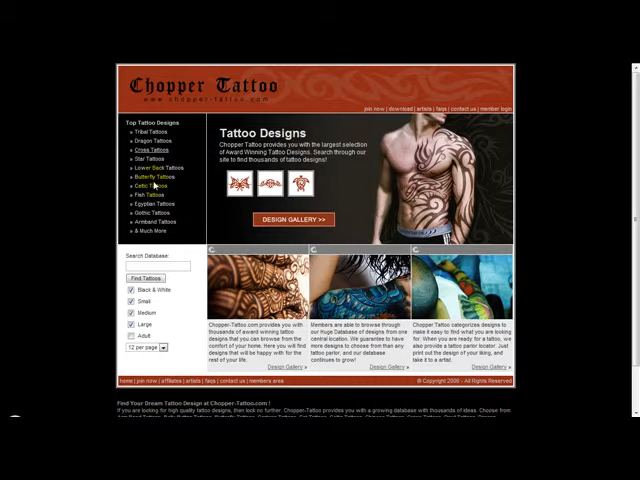 Chopper Tattoo
www.chopper-tattoo.com
join now | download | artists | faqs | contact us | member login
Top Tattoo Designs
» Tribal Tattoos
» Dragon Tattoos
» Cross Tattoos
» Star Tattoos
» Lower Back Tattoos
» Butterfly Tattoos
» Celtic Tattoos
» Fish Tattoos
» Egyptian Tattoos
» Gothic Tattoos
» Armband Tattoos
» & Much More
Tattoo Designs
Chopper Tattoo provides you with the largest selection
of Award Winning Tattoo Designs. Search through our
site to find thousands of tattoo designs!
DESIGN GALLERY >>
Search Database:
Find Tattoos
Black & White
Small
Medium
Large
Adult
12 per page
Chopper-Tattoo.com provides you with
thousands of award winning tattoo
designs that you can browse from the
comfort of your home. Here you will find
designs that will be happy with for the
rest of your life.
Design Gallery »
Members are able to browse through
our Huge Database of designs from one
central location. We guarantee to have
more designs to choose from than any
tattoo parlor, and our database
continues to grow!
Design Gallery »
Chopper Tattoo categorizes designs to
make it easy to find what you are looking
for. When you are ready for a tattoo, we
also provide a tattoo parlor locator. Just
print out the design of your liking, and
take it to a artist.
Design Gallery »
home | join now | affiliates | artists | faqs | contact us | members area
© Copyright 2008 - All Rights Reserved
Find Your Dream Tattoo Design at Chopper-Tattoo.com !
If you are looking for high quality tattoo designs, then look no further. Chopper-Tattoo provides you with a growing database with thousands of ideas. Choose from